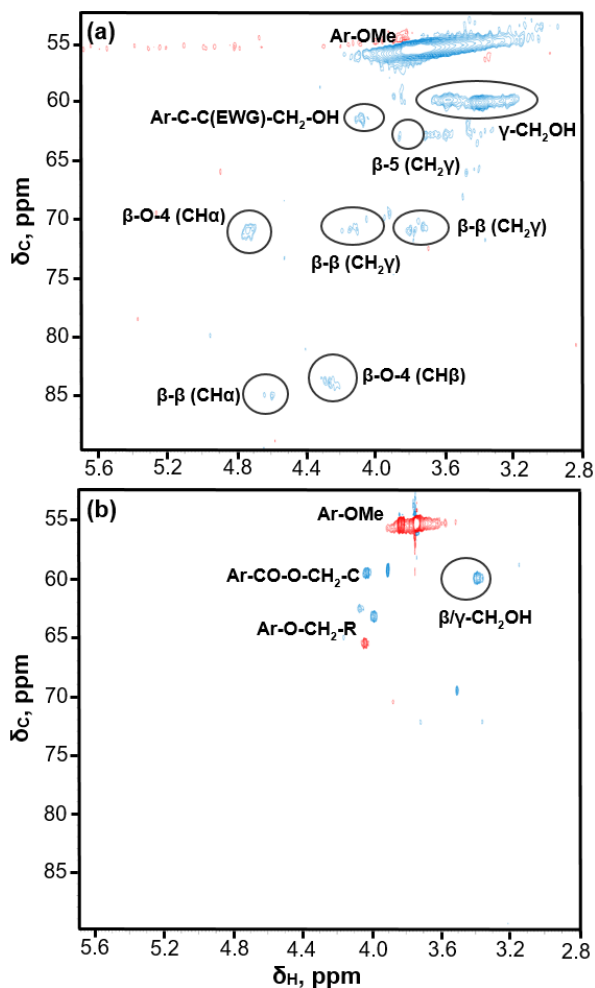 (a)
Ar-OMe
Ar-C-C(EWG)-CH₂-OH
γ-CH₂OH
β-5 (CH₂γ)
β-O-4 (CHα)
β-β (CH₂γ)
β-β (CH₂γ)
β-β (CHα)
β-O-4 (CHβ)
δC, ppm
55
60
65
70
75
80
85
5.6 5.2 4.8 4.4 4.0 3.6 3.2 2.8
(b)
Ar-OMe
Ar-CO-O-CH₂-C
β/γ-CH₂OH
Ar-O-CH₂-R
δC, ppm
55
60
65
70
75
80
85
5.6 5.2 4.8 4.4 4.0 3.6 3.2 2.8
δH, ppm